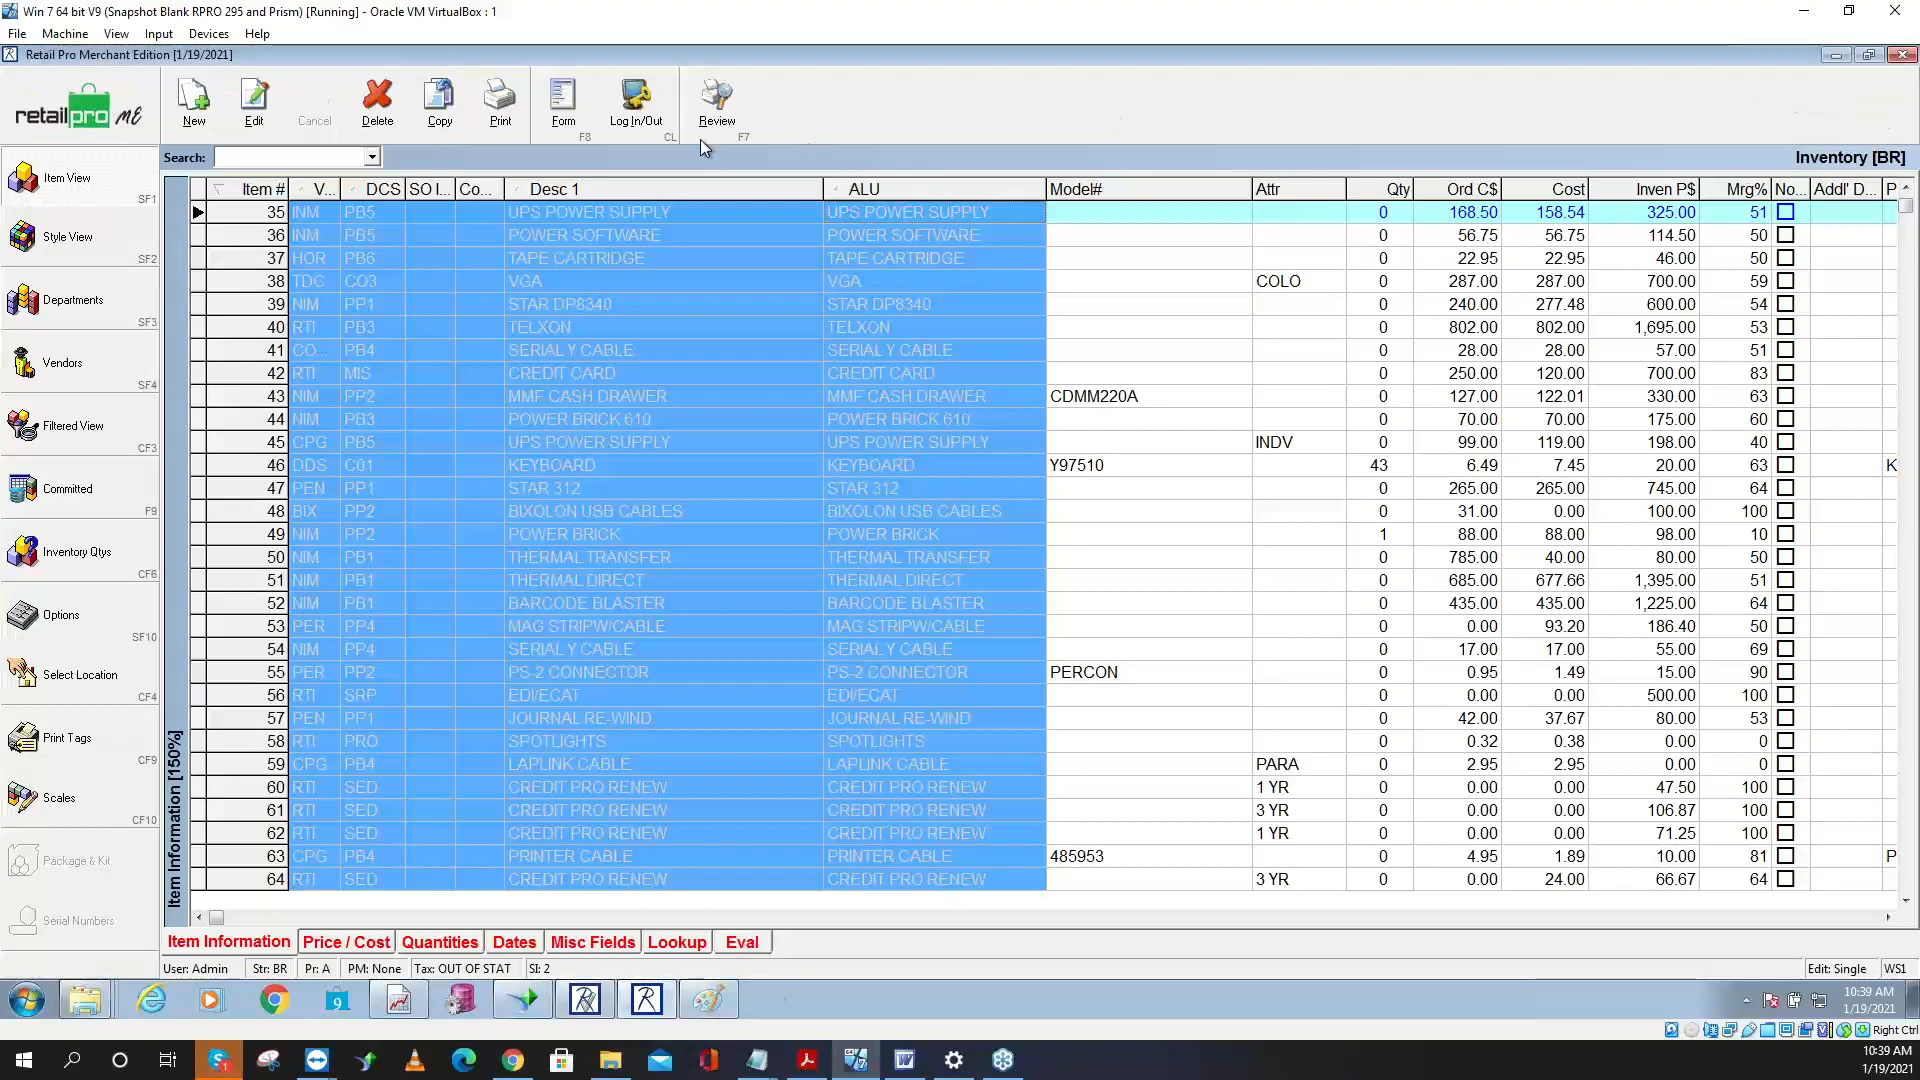 Win 7 64 bit V9 (Snapshot Blank RPRO 295 and Prism) [Running] - Oracle VM VirtualBox : 1
File Machine View Input Devices Help
Retail Pro Merchant Edition [1/19/2021]
retail pro ME
New Edit Cancel Delete Copy Print Form F8 Log In/Out CL Review F7
Search: Inventory [BR]
Item View SF1
Style View SF2
Departments SF3
Vendors SF4
Filtered View CF3
Committed F9
Inventory Qtys CF6
Options SF10
Select Location CF4
Print Tags CF9
Scales CF10
Package & Kit
Serial Numbers
Item Information [150%]
Item # V... DCS SO I... Co... Desc 1 ALU Model# Attr Qty Ord C$ Cost Inven P$ Mrg% No... Addl' D... P
35 INM PB5 UPS POWER SUPPLY UPS POWER SUPPLY 0 168.50 158.54 325.00 51
36 INM PB5 POWER SOFTWARE POWER SOFTWARE 0 56.75 56.75 114.50 50
37 HOR PB6 TAPE CARTRIDGE TAPE CARTRIDGE 0 22.95 22.95 46.00 50
38 TDC CO3 VGA VGA COLO 0 287.00 287.00 700.00 59
39 NIM PP1 STAR DP8340 STAR DP8340 0 240.00 277.48 600.00 54
40 RTI PB3 TELXON TELXON 0 802.00 802.00 1,695.00 53
41 CO... PB4 SERIAL Y CABLE SERIAL Y CABLE 0 28.00 28.00 57.00 51
42 RTI MIS CREDIT CARD CREDIT CARD 0 250.00 120.00 700.00 83
43 NIM PP2 MMF CASH DRAWER MMF CASH DRAWER CDMM220A 0 127.00 122.01 330.00 63
44 NIM PB3 POWER BRICK 610 POWER BRICK 610 0 70.00 70.00 175.00 60
45 CPG PB5 UPS POWER SUPPLY UPS POWER SUPPLY INDV 0 99.00 119.00 198.00 40
46 DDS C01 KEYBOARD KEYBOARD Y97510 43 6.49 7.45 20.00 63 K
47 PEN PP1 STAR 312 STAR 312 0 265.00 265.00 745.00 64
48 BIX PP2 BIXOLON USB CABLES BIXOLON USB CABLES 0 31.00 0.00 100.00 100
49 NIM PP2 POWER BRICK POWER BRICK 1 88.00 88.00 98.00 10
50 NIM PB1 THERMAL TRANSFER THERMAL TRANSFER 0 785.00 40.00 80.00 50
51 NIM PB1 THERMAL DIRECT THERMAL DIRECT 0 685.00 677.66 1,395.00 51
52 NIM PB1 BARCODE BLASTER BARCODE BLASTER 0 435.00 435.00 1,225.00 64
53 PER PP4 MAG STRIPW/CABLE MAG STRIPW/CABLE 0 0.00 93.20 186.40 50
54 NIM PP4 SERIAL Y CABLE SERIAL Y CABLE 0 17.00 17.00 55.00 69
55 PER PP2 PS-2 CONNECTOR PS-2 CONNECTOR PERCON 0 0.95 1.49 15.00 90
56 RTI SRP EDI/ECAT EDI/ECAT 0 0.00 0.00 500.00 100
57 PEN PP1 JOURNAL RE-WIND JOURNAL RE-WIND 0 42.00 37.67 80.00 53
58 RTI PRO SPOTLIGHTS SPOTLIGHTS 0 0.32 0.38 0.00 0
59 CPG PB4 LAPLINK CABLE LAPLINK CABLE PARA 0 2.95 2.95 0.00 0
60 RTI SED CREDIT PRO RENEW CREDIT PRO RENEW 1 YR 0 0.00 0.00 47.50 100
61 RTI SED CREDIT PRO RENEW CREDIT PRO RENEW 3 YR 0 0.00 0.00 106.87 100
62 RTI SED CREDIT PRO RENEW CREDIT PRO RENEW 1 YR 0 0.00 0.00 71.25 100
63 CPG PB4 PRINTER CABLE PRINTER CABLE 485953 0 4.95 1.89 10.00 81 P
64 RTI SED CREDIT PRO RENEW CREDIT PRO RENEW 3 YR 0 0.00 24.00 66.67 64
Item Information Price / Cost Quantities Dates Misc Fields Lookup Eval
User: Admin Str: BR Pr: A PM: None Tax: OUT OF STAT SI: 2 Edit: Single WS1
10:39 AM
1/19/2021
Right Ctrl
10:39 AM
1/19/2021